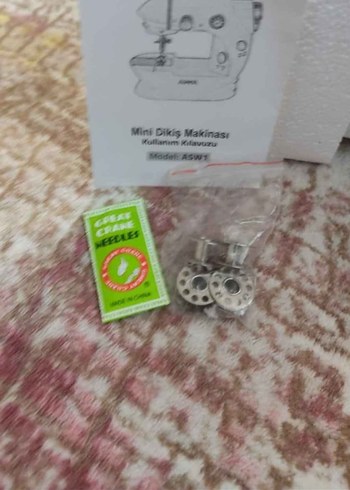 Mini Dikiş Makinası
Kullanım Kılavuzu
Model: ASW1
GREAT
CRANE
NEEDLES
MADE IN CHINA